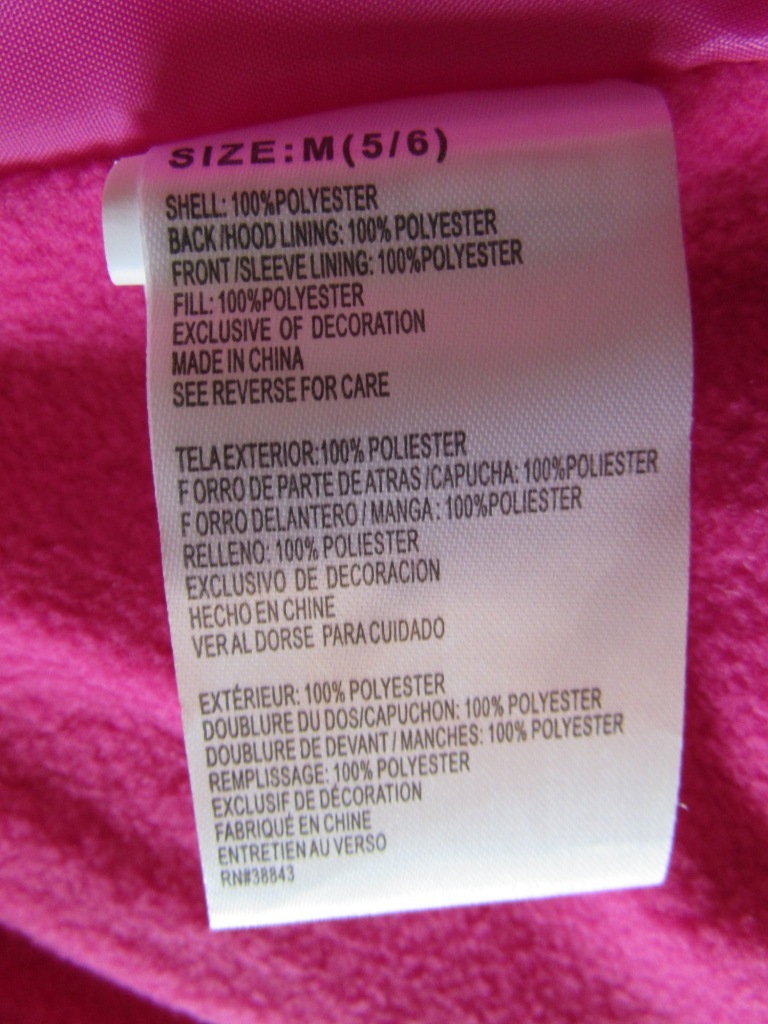 SIZE:M(5/6)
SHELL: 100%POLYESTER
BACK/HOOD LINING: 100% POLYESTER
FRONT/SLEEVE LINING: 100%POLYESTER
FILL: 100%POLYESTER
EXCLUSIVE OF DECORATION
MADE IN CHINA
SEE REVERSE FOR CARE
TELA EXTERIOR:100% POLIESTER
FORRO DE PARTE DE ATRAS /CAPUCHA: 100%POLIESTER
FORRO DELANTERO / MANGA: 100%POLIESTER
RELLENO: 100% POLIESTER
EXCLUSIVO DE DECORACION
HECHO EN CHINE
VER AL DORSE PARA CUIDADO
EXTÉRIEUR: 100% POLYESTER
DOUBLURE DU DOS/CAPUCHON: 100% POLYESTER
DOUBLURE DE DEVANT / MANCHES: 100% POLYESTER
REMPLISSAGE: 100% POLYESTER
EXCLUSIF DE DÉCORATION
FABRIQUÉ EN CHINE
ENTRETIEN AU VERSO
RN#38843